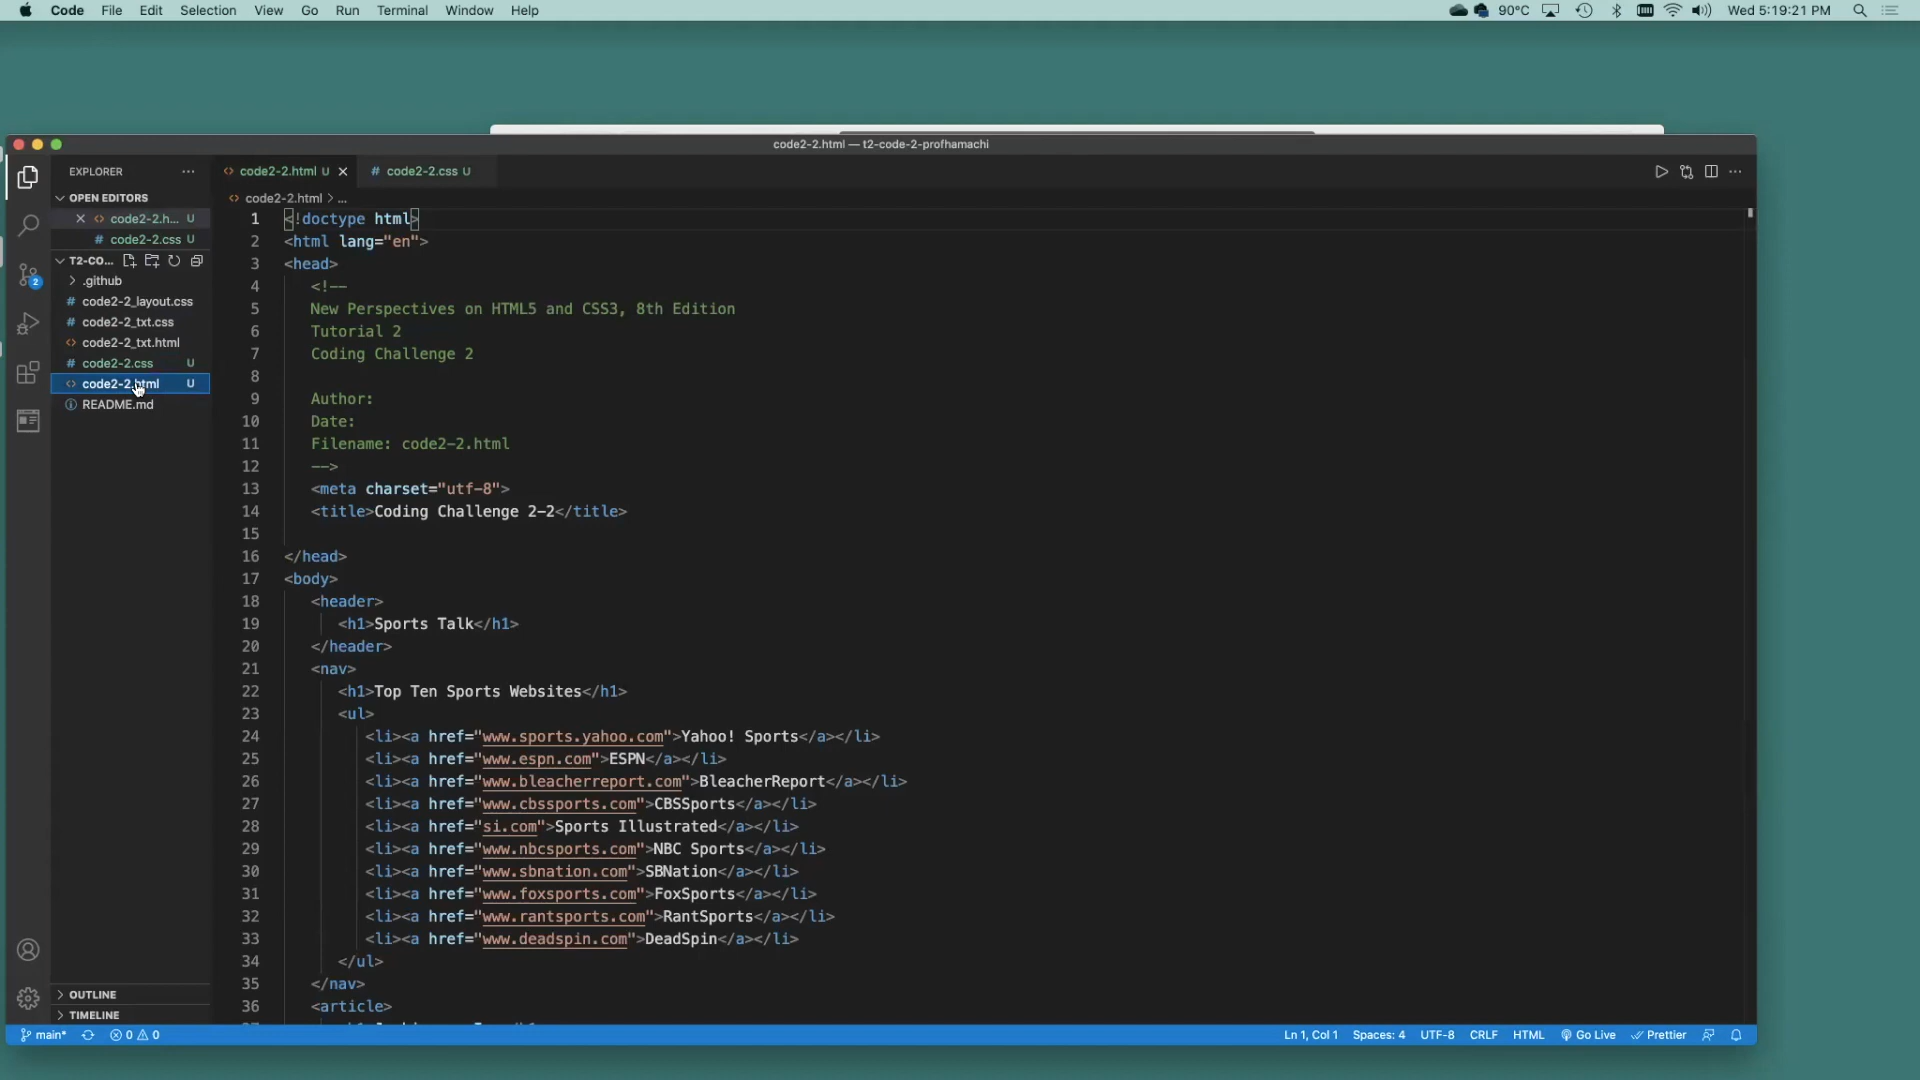 Code File Edit Selection View Go Run Terminal Window Help
90°C Wed 5:19:21 PM
code2-2.html — t2-code-2-profhamachi
EXPLORER
OPEN EDITORS
code2-2.h... U
code2-2.css U
T2-CO...
.github
code2-2_layout.css
code2-2_txt.css
code2-2_txt.html
code2-2.css U
code2-2.html U
README.md
OUTLINE
TIMELINE
code2-2.html U code2-2.css U
code2-2.html > ...
1 <!doctype html>
2 <html lang="en">
3 <head>
4 <!--
5 New Perspectives on HTML5 and CSS3, 8th Edition
6 Tutorial 2
7 Coding Challenge 2
8
9 Author:
10 Date:
11 Filename: code2-2.html
12 -->
13 <meta charset="utf-8">
14 <title>Coding Challenge 2-2</title>
15
16 </head>
17 <body>
18 <header>
19 <h1>Sports Talk</h1>
20 </header>
21 <nav>
22 <h1>Top Ten Sports Websites</h1>
23 <ul>
24 <li><a href="www.sports.yahoo.com">Yahoo! Sports</a></li>
25 <li><a href="www.espn.com">ESPN</a></li>
26 <li><a href="www.bleacherreport.com">BleacherReport</a></li>
27 <li><a href="www.cbssports.com">CBSSports</a></li>
28 <li><a href="si.com">Sports Illustrated</a></li>
29 <li><a href="www.nbcsports.com">NBC Sports</a></li>
30 <li><a href="www.sbnation.com">SBNation</a></li>
31 <li><a href="www.foxsports.com">FoxSports</a></li>
32 <li><a href="www.rantsports.com">RantSports</a></li>
33 <li><a href="www.deadspin.com">DeadSpin</a></li>
34 </ul>
35 </nav>
36 <article>
2
main* 0 0 Ln 1, Col 1 Spaces: 4 UTF-8 CRLF HTML Go Live Prettier